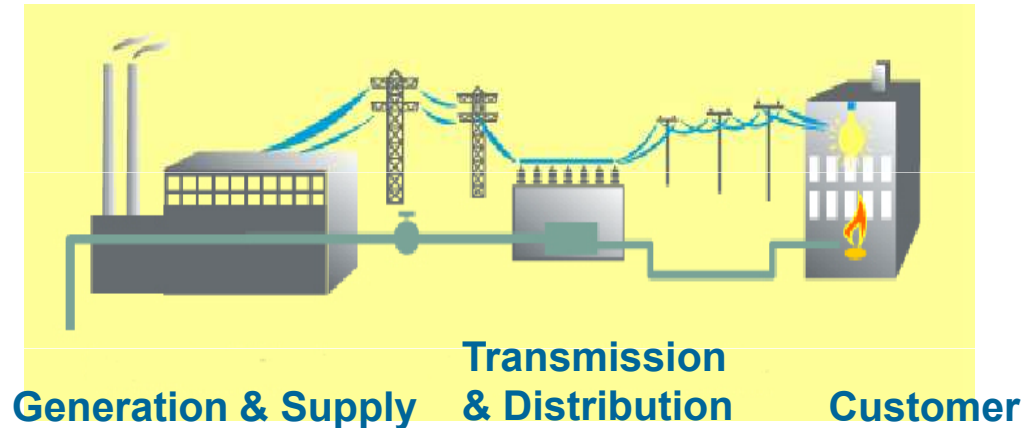 Generation & Supply
Transmission
& Distribution
Customer